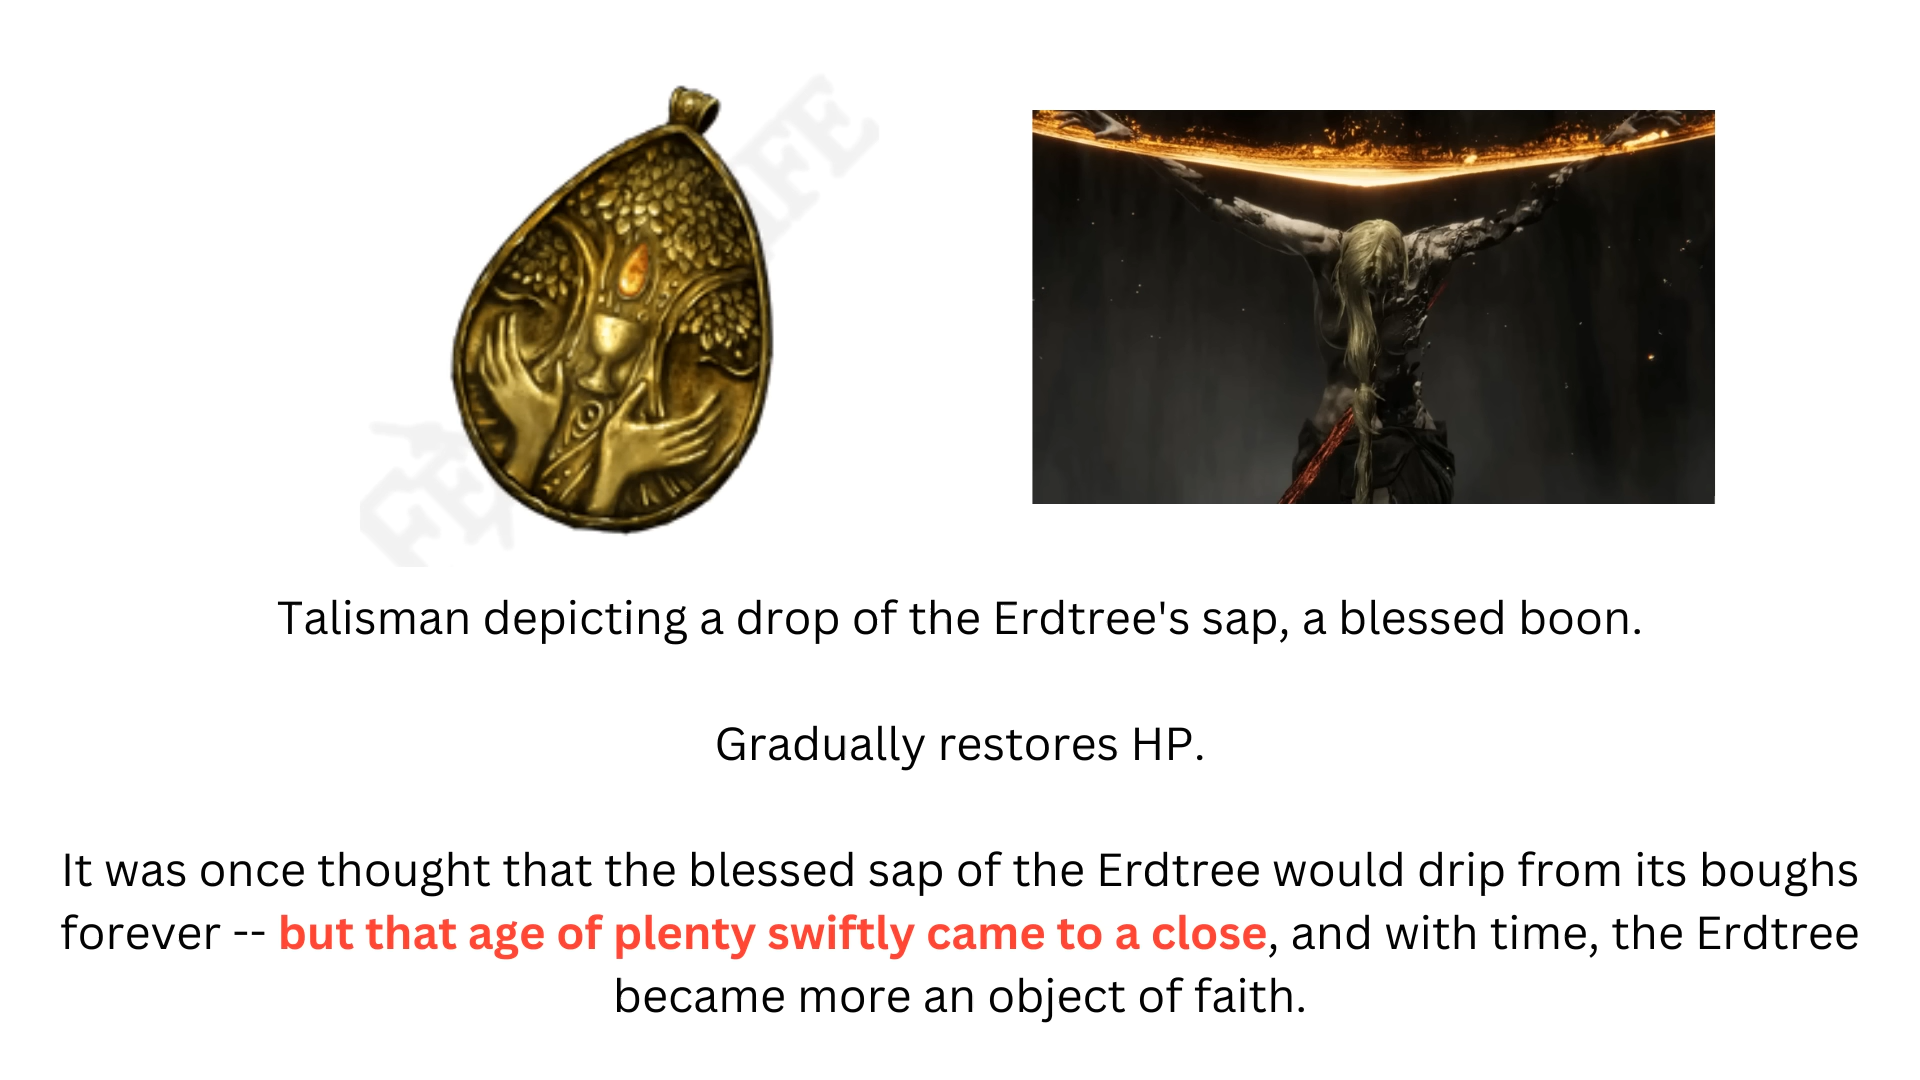 Talisman depicting a drop of the Erdtree's sap, a blessed boon.
Gradually restores HP.
It was once thought that the blessed sap of the Erdtree would drip from its boughs
forever -- but that age of plenty swiftly came to a close, and with time, the Erdtree
became more an object of faith.